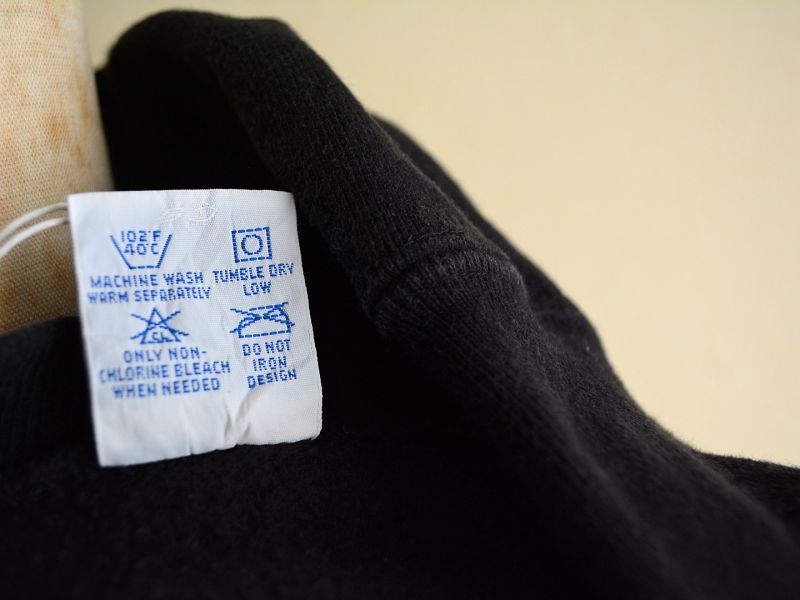 102°F
40°C
MACHINE WASH
WARM SEPARATELY
TUMBLE DRY
LOW
CL
ONLY NON-
CHLORINE BLEACH
WHEN NEEDED
DO NOT
IRON
DESIGN